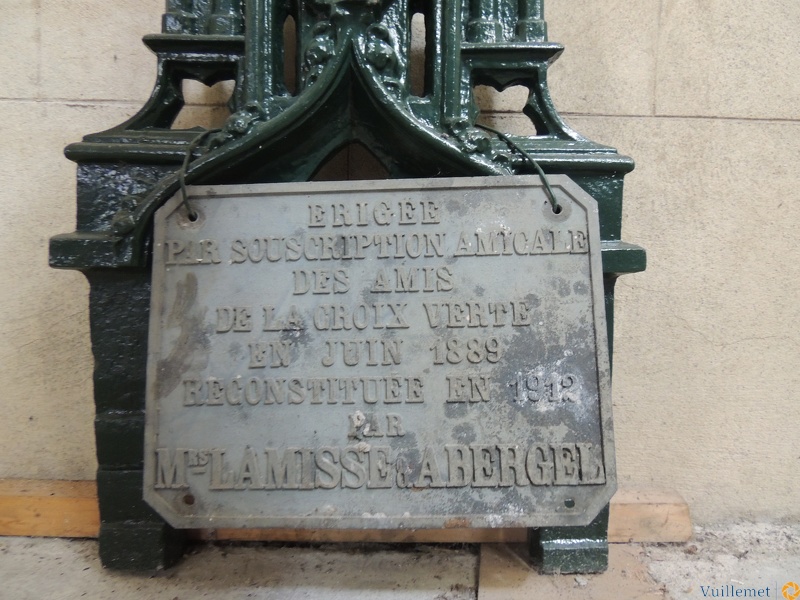 ERIGÉE
PAR SOUSCRIPTION AMICALE
DES AMIS
DE LA CROIX VERTE
EN JUIN 1889
RECONSTITUEE EN 1912
PAR
MRS LAMISSE & ABERGEL
Vuillemet